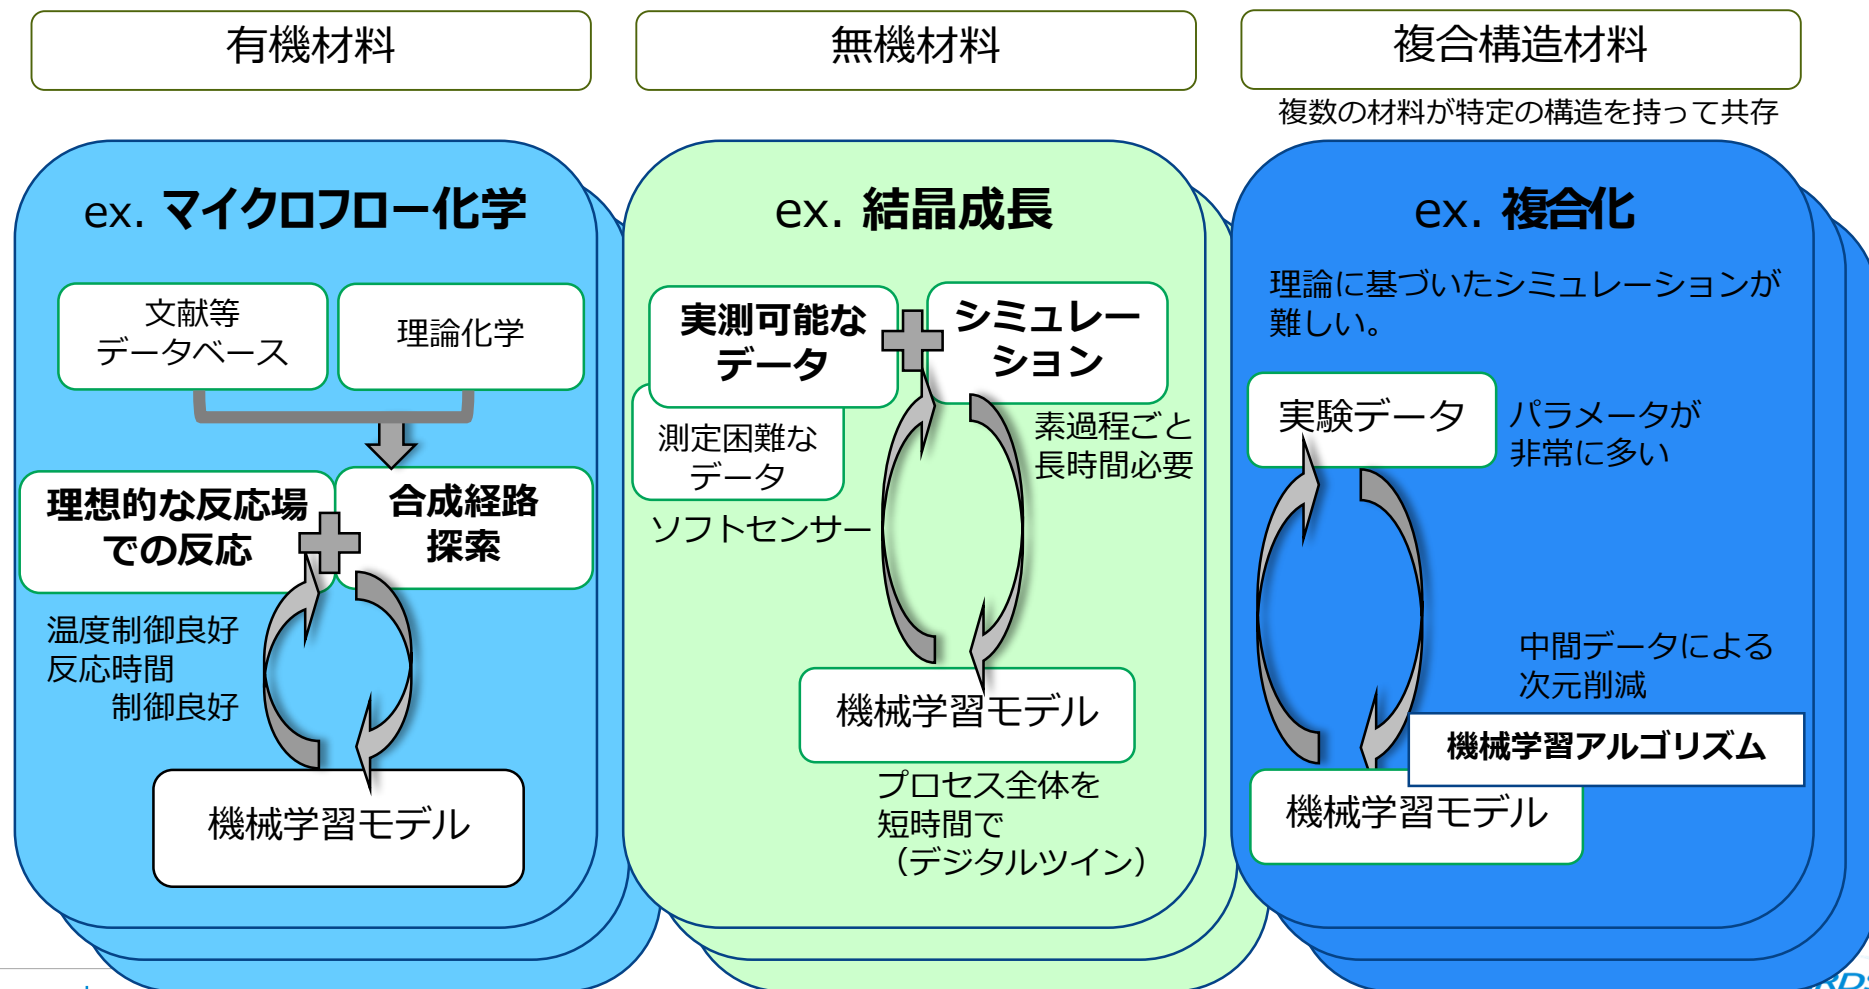 有機材料
無機材料
複合構造材料
複数の材料が特定の構造を持って共存
ex. マイクロフロー化学
文献等
データベース
理論化学
理想的な反応場
での反応
合成経路
探索
温度制御良好
反応時間
制御良好
機械学習モデル
ex. 結晶成長
実測可能な
データ
シミュレー
ション
測定困難な
データ
ソフトセンサー
素過程ごと
長時間必要
機械学習モデル
プロセス全体を
短時間で
（デジタルツイン）
ex. 複合化
理論に基づいたシミュレーションが
難しい。
実験データ
パラメータが
非常に多い
中間データによる
次元削減
機械学習アルゴリズム
機械学習モデル